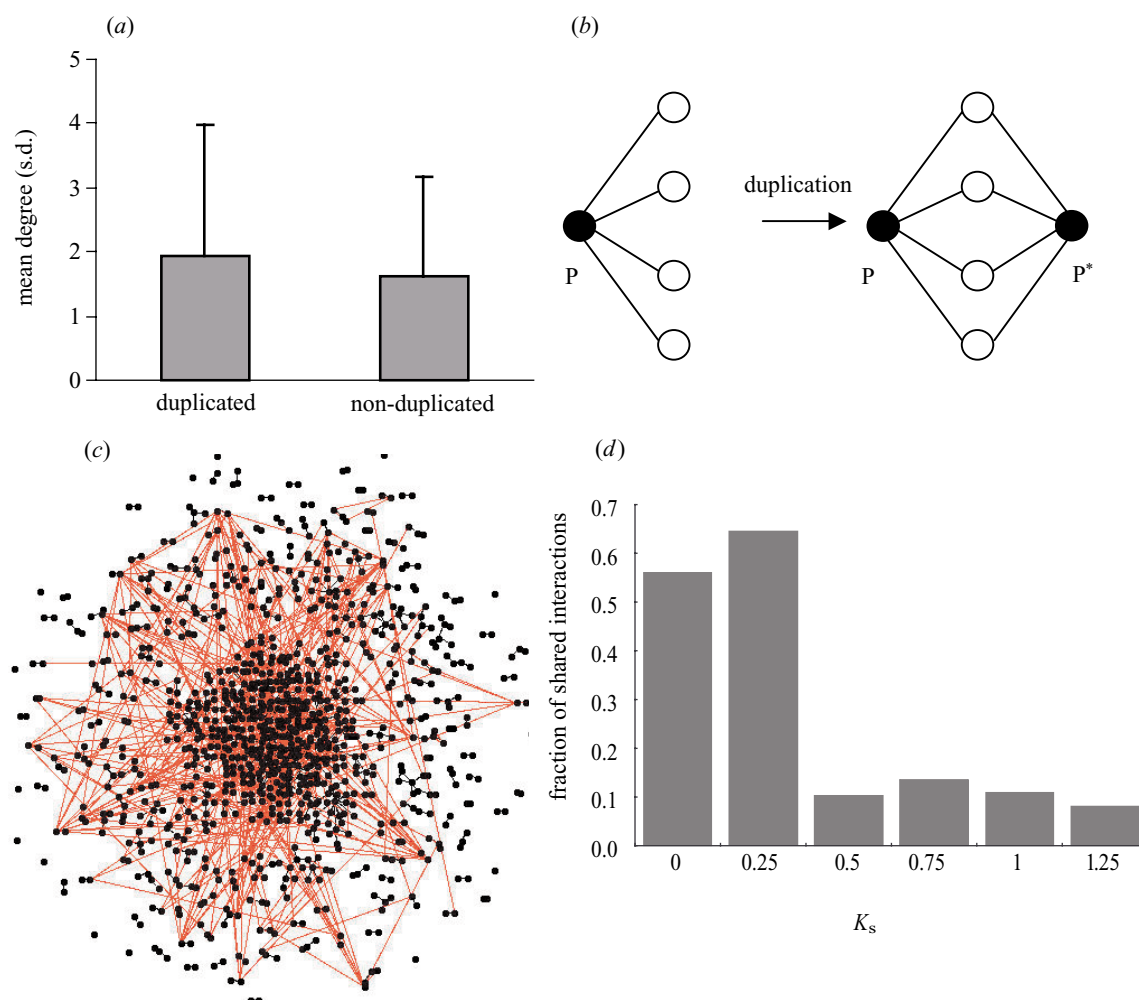 (a)
5
4
3
2
1
0
mean degree (s.d.)
duplicated
non-duplicated
(b)
duplication
P
P
P*
(c)
(d)
0.7
0.6
0.5
0.4
0.3
0.2
0.1
0.0
fraction of shared interactions
0
0.25
0.5
0.75
1
1.25
Ks